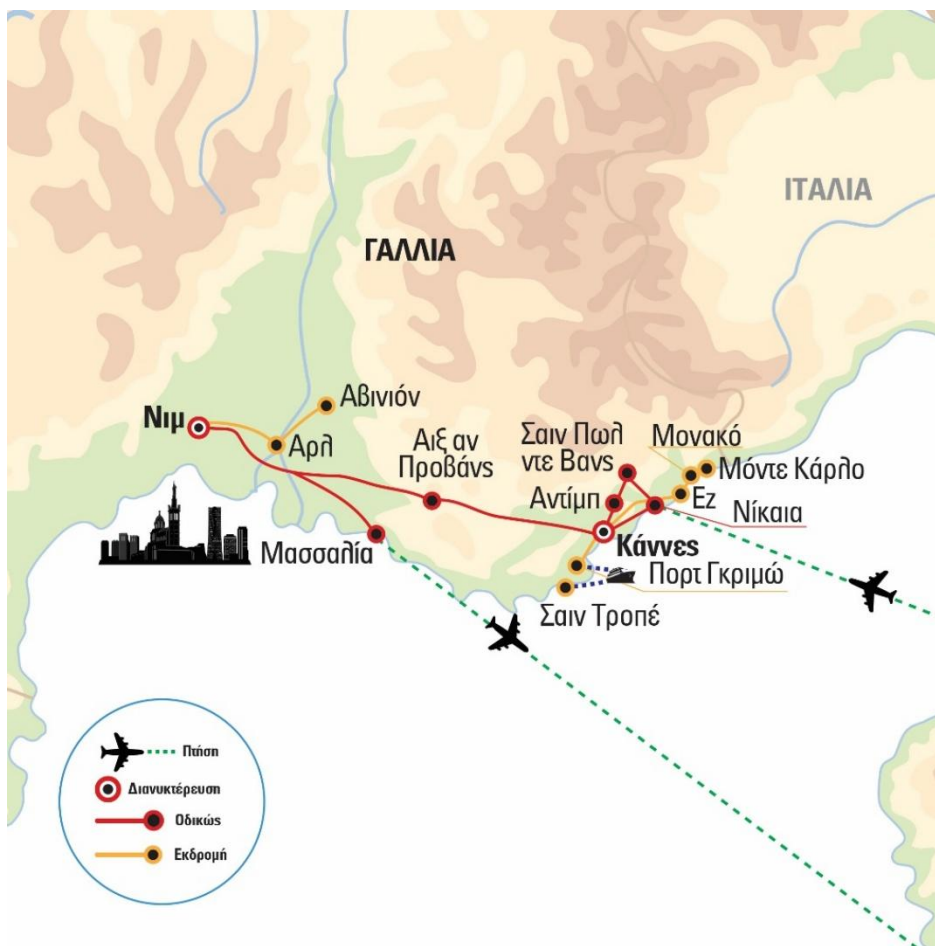 ΙΤΑΛΙΑ
ΓΑΛΛΙΑ
Αβινιόν
Νιμ
Αρλ
Αιξ αν
Προβάνς
Σαιν Πωλ
ντε Βανς
Μονακό
Μόντε Κάρλο
Αντίμπ
Εζ
Νίκαια
Κάννες
Μασσαλία
Πορτ Γκριμώ
Σαιν Τροπέ
Πτήση
Διανυκτέρευση
Οδικώς
Εκδρομή